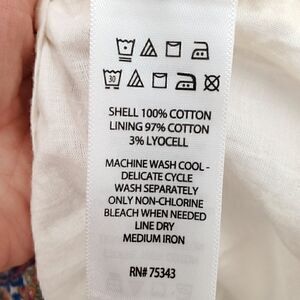 30
SHELL 100% COTTON
LINING 97% COTTON
3% LYOCELL
MACHINE WASH COOL -
DELICATE CYCLE
WASH SEPARATELY
ONLY NON-CHLORINE
BLEACH WHEN NEEDED
LINE DRY
MEDIUM IRON
RN# 75343